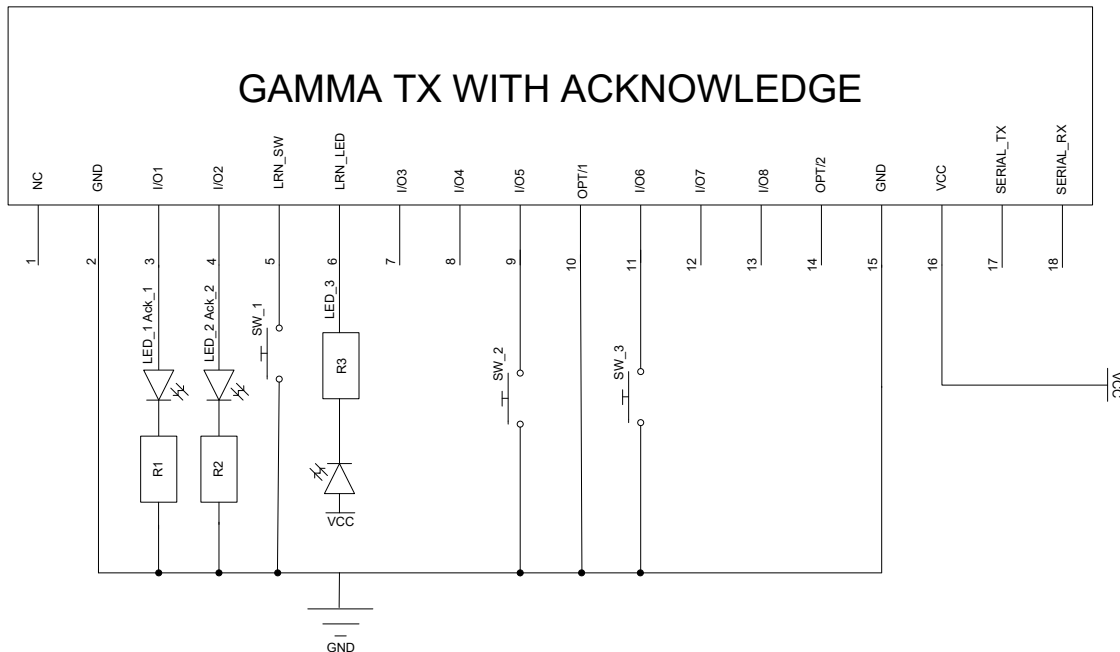 GAMMA TX WITH ACKNOWLEDGE
NC
GND
I/O1
I/O2
LRN_SW
LRN_LED
I/O3
I/O4
I/O5
OPT/1
I/O6
I/O7
I/O8
OPT/2
GND
VCC
SERIAL_TX
SERIAL_RX
1
2
3
4
5
6
7
8
9
10
11
12
13
14
15
16
17
18
LED_1 Ack_1
LED_2 Ack_2
SW_1
LED_3
R3
SW_2
SW_3
VCC
R1
R2
VCC
GND